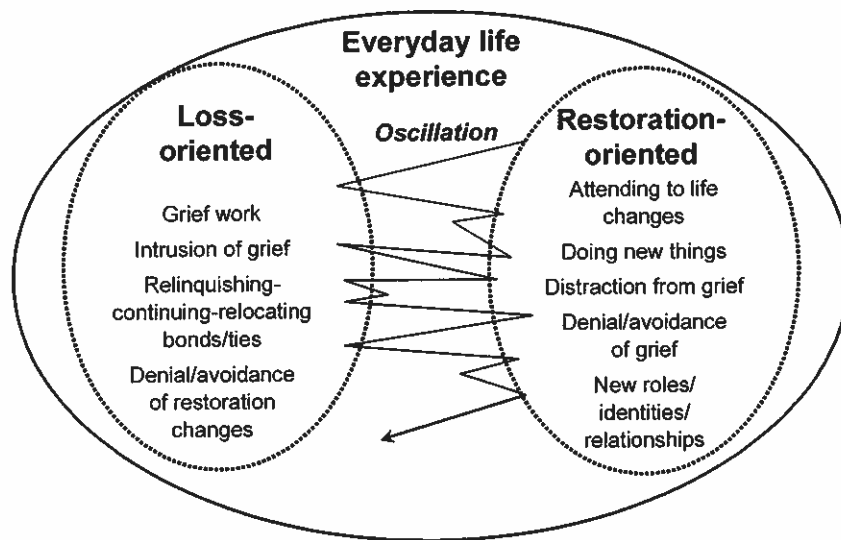 Everyday life
experience
Loss-
oriented
Oscillation
Restoration-
oriented
Grief work
Intrusion of grief
Relinquishing-
continuing-relocating
bonds/ties
Denial/avoidance
of restoration
changes
Attending to life
changes
Doing new things
Distraction from grief
Denial/avoidance
of grief
New roles/
identities/
relationships